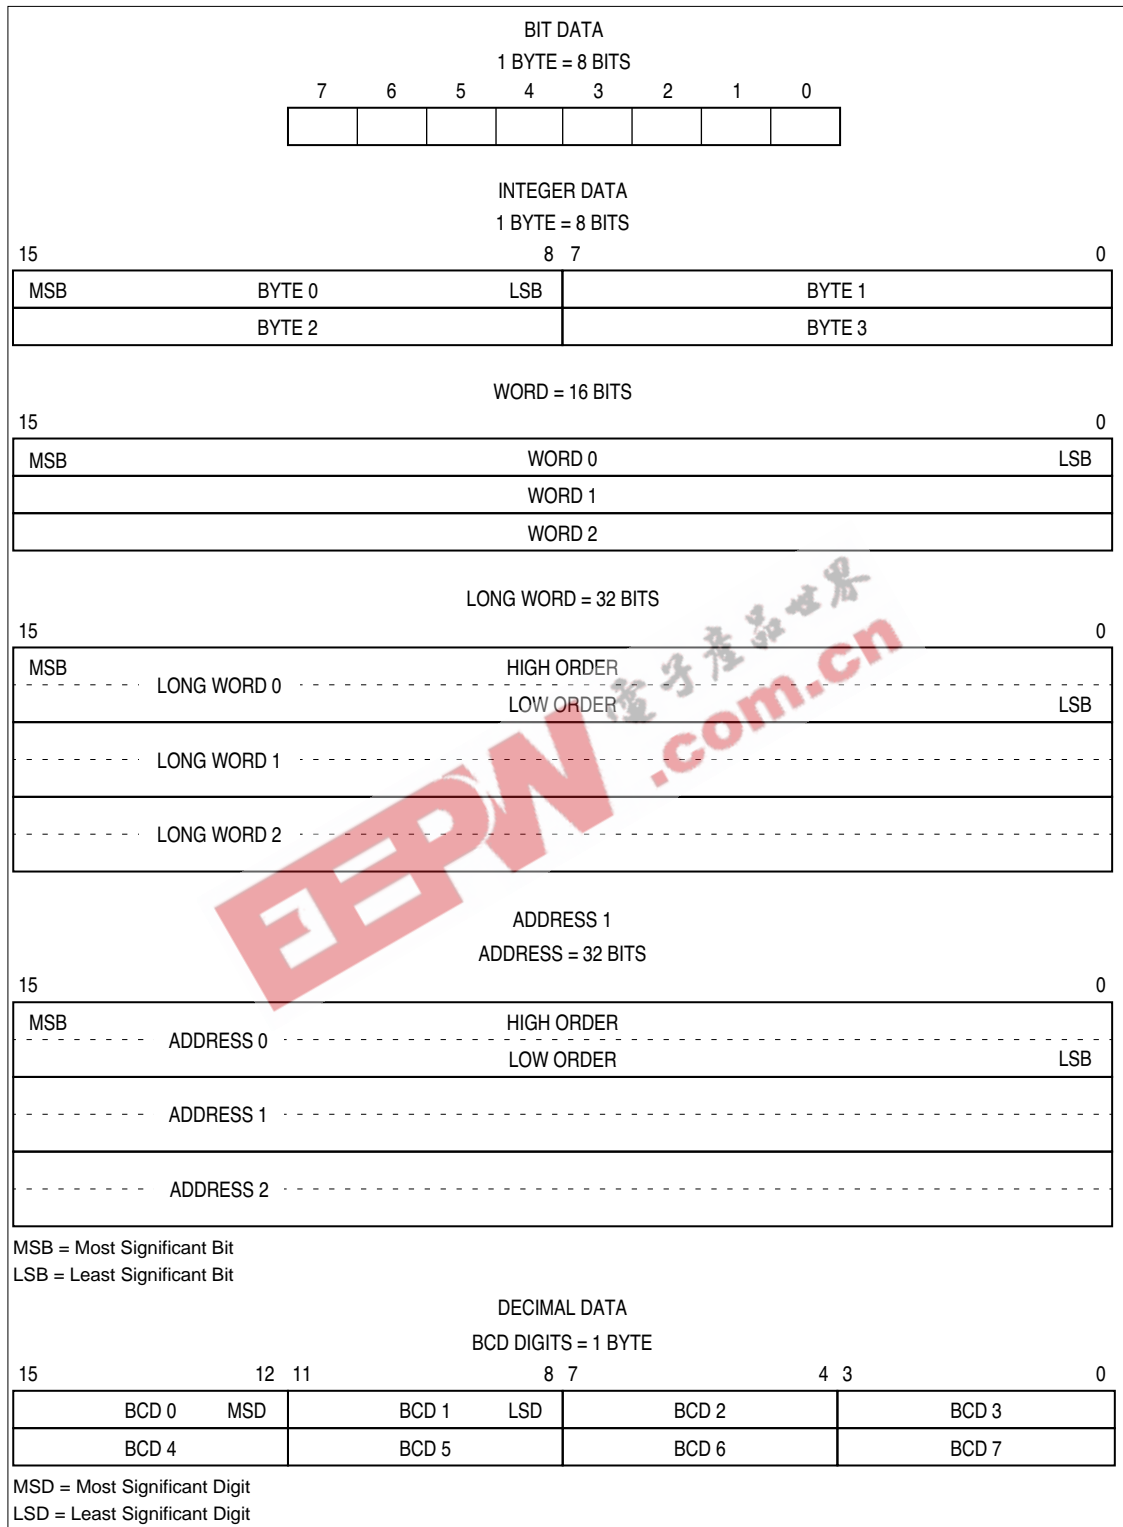 BIT DATA
1 BYTE = 8 BITS
7 6 5 4 3 2 1 0
INTEGER DATA
1 BYTE = 8 BITS
15 8 7 0
MSB BYTE 0 LSB BYTE 1
BYTE 2 BYTE 3
WORD = 16 BITS
15 0
MSB WORD 0 LSB
WORD 1
WORD 2
LONG WORD = 32 BITS
15 0
MSB HIGH ORDER
LONG WORD 0
LOW ORDER LSB
LONG WORD 1
LONG WORD 2
EEPW .com.cn
電子產品世界
ADDRESS 1
ADDRESS = 32 BITS
15 0
MSB HIGH ORDER
ADDRESS 0
LOW ORDER LSB
ADDRESS 1
ADDRESS 2
MSB = Most Significant Bit
LSB = Least Significant Bit
DECIMAL DATA
BCD DIGITS = 1 BYTE
15 12 11 8 7 4 3 0
BCD 0 MSD BCD 1 LSD BCD 2 BCD 3
BCD 4 BCD 5 BCD 6 BCD 7
MSD = Most Significant Digit
LSD = Least Significant Digit